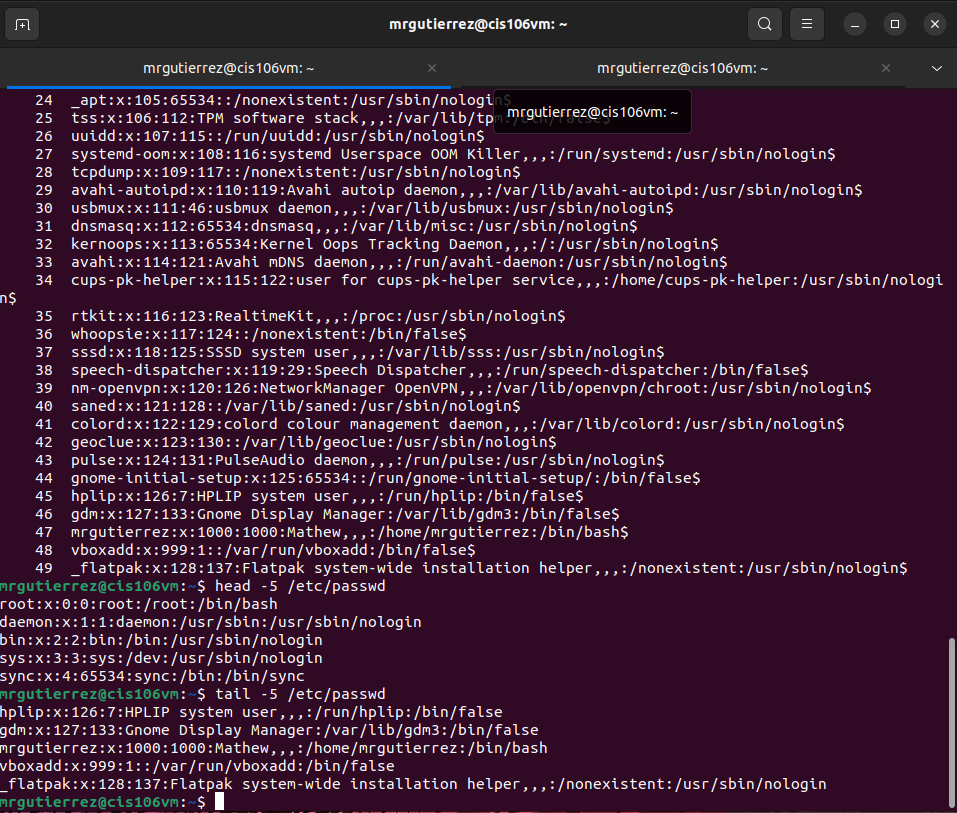 mrgutierrez@cis106vm: ~
mrgutierrez@cis106vm: ~
mrgutierrez@cis106vm: ~
24 _apt:x:105:65534::/nonexistent:/usr/sbin/nologin$
mrgutierrez@cis106vm: ~
25 tss:x:106:112:TPM software stack,,,:/var/lib/tpm:/bin/false$
26 uuidd:x:107:115::/run/uuidd:/usr/sbin/nologin$
27 systemd-oom:x:108:116:systemd Userspace OOM Killer,,,:/run/systemd:/usr/sbin/nologin$
28 tcpdump:x:109:117::/nonexistent:/usr/sbin/nologin$
29 avahi-autoipd:x:110:119:Avahi autoip daemon,,,:/var/lib/avahi-autoipd:/usr/sbin/nologin$
30 usbmux:x:111:46:usbmux daemon,,,:/var/lib/usbmux:/usr/sbin/nologin$
31 dnsmasq:x:112:65534:dnsmasq,,,:/var/lib/misc:/usr/sbin/nologin$
32 kernoops:x:113:65534:Kernel Oops Tracking Daemon,,,:/:/usr/sbin/nologin$
33 avahi:x:114:121:Avahi mDNS daemon,,,:/run/avahi-daemon:/usr/sbin/nologin$
34 cups-pk-helper:x:115:122:user for cups-pk-helper service,,,:/home/cups-pk-helper:/usr/sbin/nologi
n$
35 rtkit:x:116:123:RealtimeKit,,,:/proc:/usr/sbin/nologin$
36 whoopsie:x:117:124::/nonexistent:/bin/false$
37 sssd:x:118:125:SSSD system user,,,:/var/lib/sss:/usr/sbin/nologin$
38 speech-dispatcher:x:119:29:Speech Dispatcher,,,:/run/speech-dispatcher:/bin/false$
39 nm-openvpn:x:120:126:NetworkManager OpenVPN,,,:/var/lib/openvpn/chroot:/usr/sbin/nologin$
40 saned:x:121:128::/var/lib/saned:/usr/sbin/nologin$
41 colord:x:122:129:colord colour management daemon,,,:/var/lib/colord:/usr/sbin/nologin$
42 geoclue:x:123:130::/var/lib/geoclue:/usr/sbin/nologin$
43 pulse:x:124:131:PulseAudio daemon,,,:/run/pulse:/usr/sbin/nologin$
44 gnome-initial-setup:x:125:65534::/run/gnome-initial-setup/:/bin/false$
45 hplip:x:126:7:HPLIP system user,,,:/run/hplip:/bin/false$
46 gdm:x:127:133:Gnome Display Manager:/var/lib/gdm3:/bin/false$
47 mrgutierrez:x:1000:1000:Mathew,,,:/home/mrgutierrez:/bin/bash$
48 vboxadd:x:999:1::/var/run/vboxadd:/bin/false$
49 _flatpak:x:128:137:Flatpak system-wide installation helper,,,:/nonexistent:/usr/sbin/nologin$
mrgutierrez@cis106vm:~$ head -5 /etc/passwd
root:x:0:0:root:/root:/bin/bash
daemon:x:1:1:daemon:/usr/sbin:/usr/sbin/nologin
bin:x:2:2:bin:/bin:/usr/sbin/nologin
sys:x:3:3:sys:/dev:/usr/sbin/nologin
sync:x:4:65534:sync:/bin:/bin/sync
mrgutierrez@cis106vm:~$ tail -5 /etc/passwd
hplip:x:126:7:HPLIP system user,,,:/run/hplip:/bin/false
gdm:x:127:133:Gnome Display Manager:/var/lib/gdm3:/bin/false
mrgutierrez:x:1000:1000:Mathew,,,:/home/mrgutierrez:/bin/bash
vboxadd:x:999:1::/var/run/vboxadd:/bin/false
_flatpak:x:128:137:Flatpak system-wide installation helper,,,:/nonexistent:/usr/sbin/nologin
mrgutierrez@cis106vm:~$